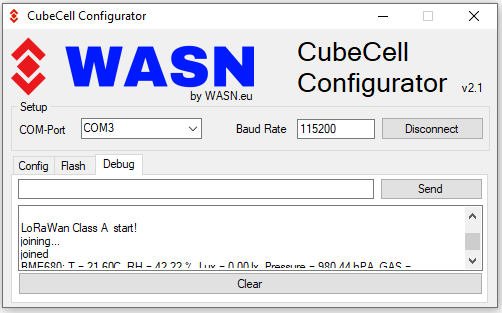 CubeCell Configurator
WASN
by WASN.eu
CubeCell
Configurator v2.1
Setup
COM-Port COM3 Baud Rate 115200 Disconnect
Config Flash Debug
Send
LoRaWan Class A start!
joining...
joined
BME680: T = 21.60C, RH = 42.22 %, Lux = 0.00 lx, Pressure = 980.44 hPA, GAS =
Clear